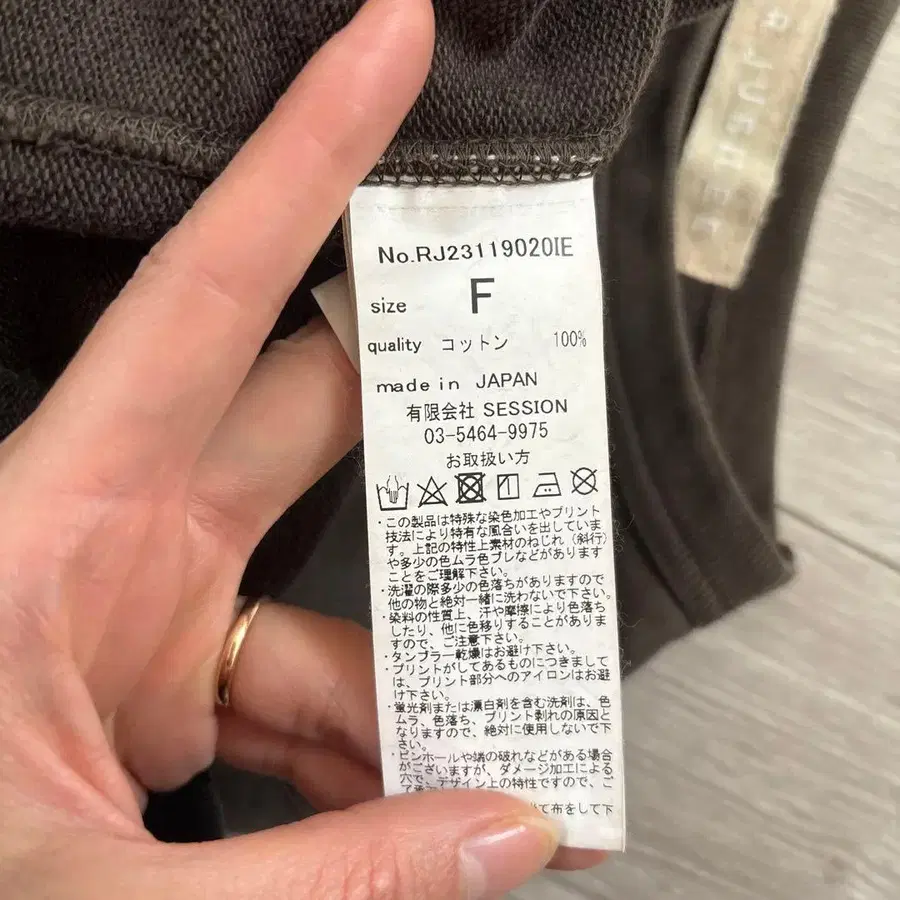 No.RJ23119020IE
size F
quality コットン 100%
made in JAPAN
有限会社 SESSION
03-5464-9975
お取扱い方
・この製品は特殊な染色加工やプリント
技法により特有な風合いを出していま
す。上記の特性上素材のねじれ（斜行）
や多少の色ムラ色ブレなどがあります
ことをご理解下さい。
・洗濯の際多少の色落ちがありますので
他の物と絶対一緒に洗わないで下さい。
・染料の性質上、汗や摩擦により色落ち
したり、他に色移りすることがありま
すので、ご注意下さい。
・タンブラー乾燥はお避け下さい。
・プリントがしてあるものにつきまして
は、プリント部分へのアイロンはお避
け下さい。
・蛍光剤または漂白剤を含む洗剤は、色
ムラ、色落ち、プリント剥れの原因と
なりますので、絶対に使用しないで下
さい。
・ピンホールや端の破れなどがある場合
がございますが、ダメージ加工による
穴で、デザイン上の特性ですので、ご
て布をして下